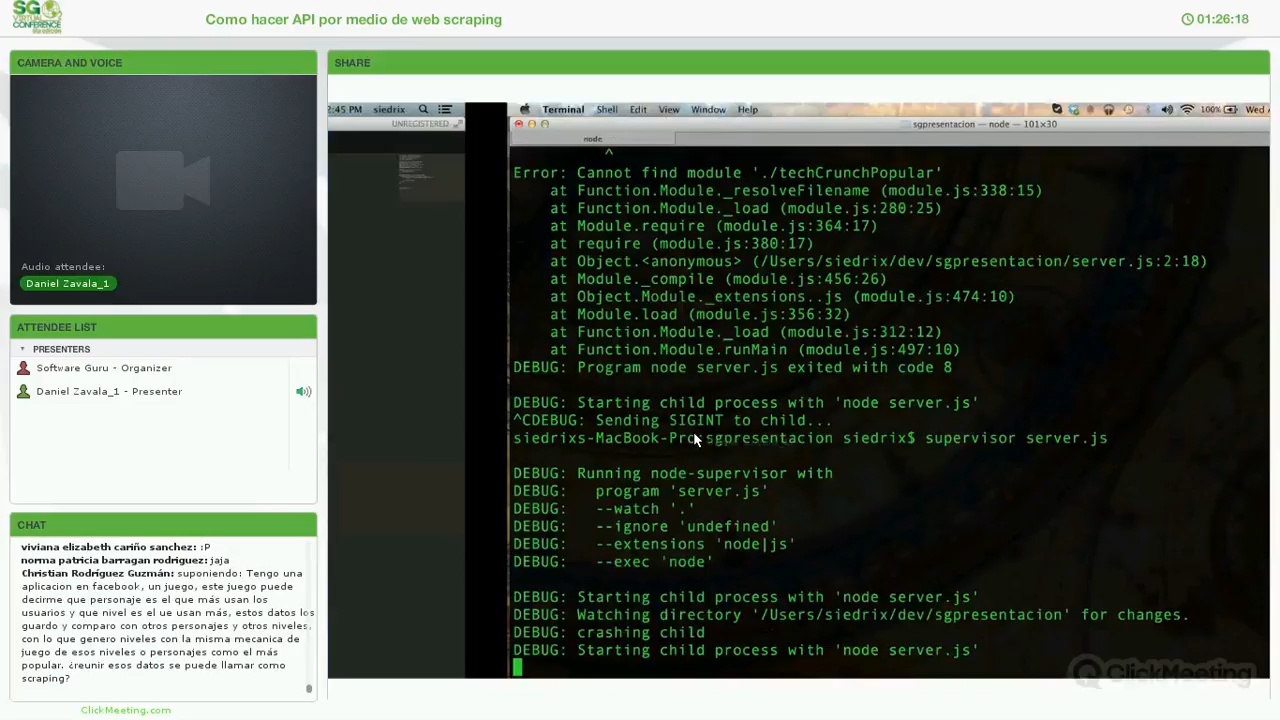 SG
VIRTUAL
CONFERENCE
Como hacer API por medio de web scraping
01:26:18
CAMERA AND VOICE
Audio attendee:
Daniel Zavala_1
ATTENDEE LIST
PRESENTERS
Software Guru - Organizer
Daniel Zavala_1 - Presenter
CHAT
viviana elizabeth cariño sanchez: :P
norma patricia barragan rodriguez: jaja
Christian Rodríguez Guzmán: suponiendo: Tengo una
aplicacion en facebook, un juego, este juego puede
decirme que personaje es el que más usan los
usuarios y que nivel es el ue usan más, estos datos los
guardo y comparo con otros personajes y otros niveles,
con lo que genero niveles con la misma mecanica de
juego de esos niveles o personajes como el más
popular. ¿reunir esos datos se puede llamar como
scraping?
ClickMeeting.com
SHARE
2:45 PM siedrix
UNREGISTERED
Terminal Shell Edit View Window Help 100% Wed
sgpresentacion — node — 101×30
node
^
Error: Cannot find module './techCrunchPopular'
at Function.Module._resolveFilename (module.js:338:15)
at Function.Module._load (module.js:280:25)
at Module.require (module.js:364:17)
at require (module.js:380:17)
at Object.<anonymous> (/Users/siedrix/dev/sgpresentacion/server.js:2:18)
at Module._compile (module.js:456:26)
at Object.Module._extensions..js (module.js:474:10)
at Module.load (module.js:356:32)
at Function.Module._load (module.js:312:12)
at Function.Module.runMain (module.js:497:10)
DEBUG: Program node server.js exited with code 8
DEBUG: Starting child process with 'node server.js'
^CDEBUG: Sending SIGINT to child...
siedrixs-MacBook-Pro:sgpresentacion siedrix$ supervisor server.js
DEBUG: Running node-supervisor with
DEBUG: program 'server.js'
DEBUG: --watch '.'
DEBUG: --ignore 'undefined'
DEBUG: --extensions 'node|js'
DEBUG: --exec 'node'
DEBUG: Starting child process with 'node server.js'
DEBUG: Watching directory '/Users/siedrix/dev/sgpresentacion' for changes.
DEBUG: crashing child
DEBUG: Starting child process with 'node server.js'
ClickMeeting